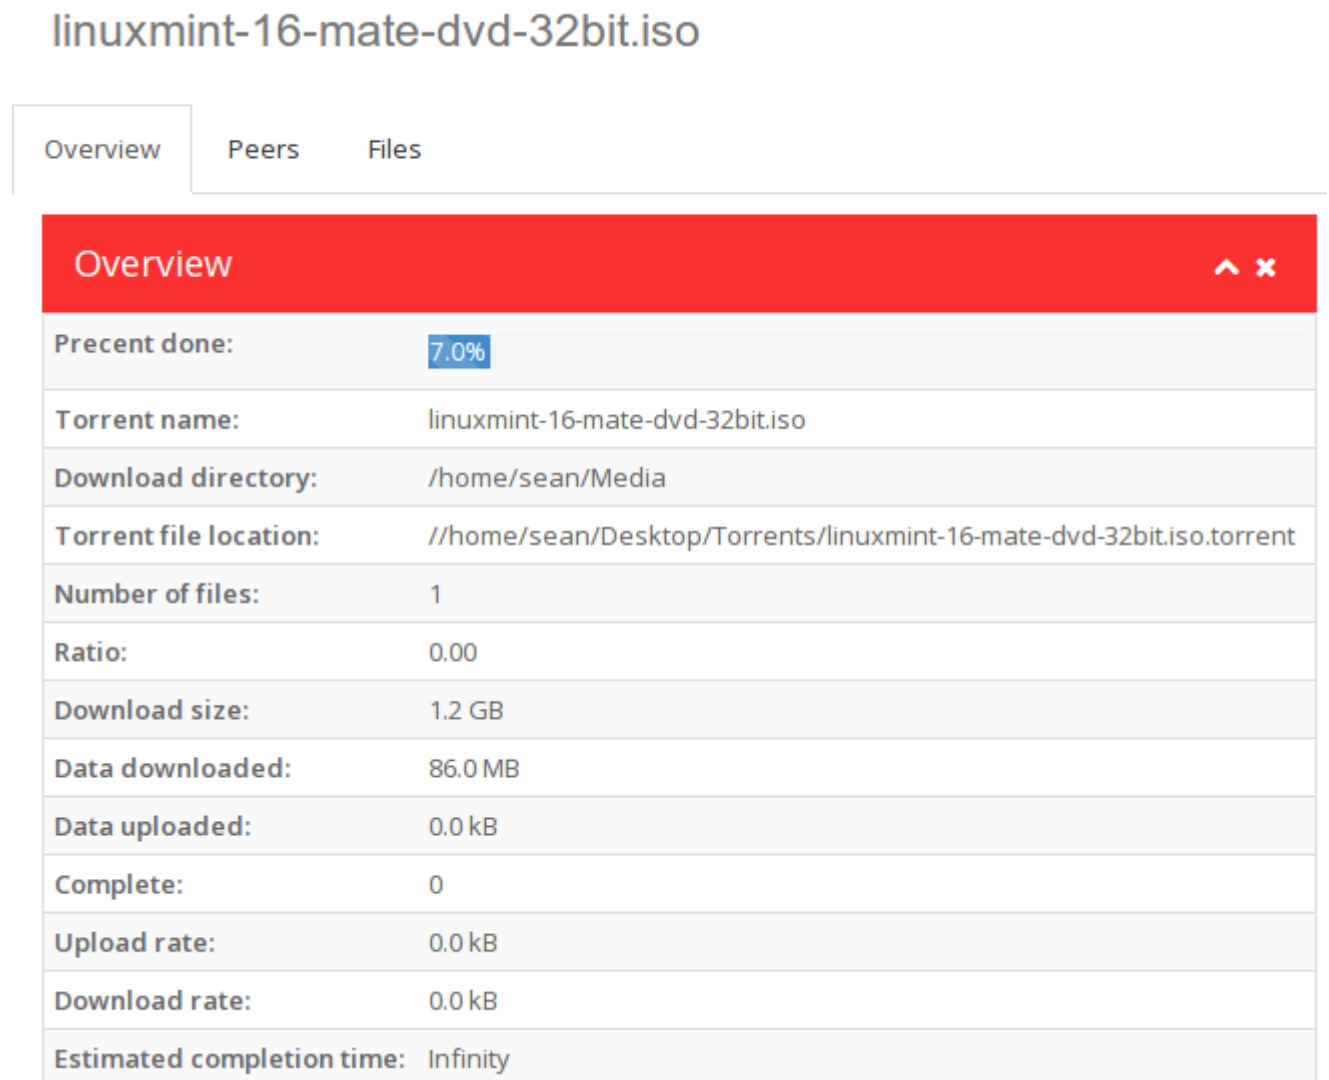 linuxmint-16-mate-dvd-32bit.iso
Overview Peers Files
Overview
Precent done: 7.0%
Torrent name: linuxmint-16-mate-dvd-32bit.iso
Download directory: /home/sean/Media
Torrent file location: //home/sean/Desktop/Torrents/linuxmint-16-mate-dvd-32bit.iso.torrent
Number of files: 1
Ratio: 0.00
Download size: 1.2 GB
Data downloaded: 86.0 MB
Data uploaded: 0.0 kB
Complete: 0
Upload rate: 0.0 kB
Download rate: 0.0 kB
Estimated completion time: Infinity